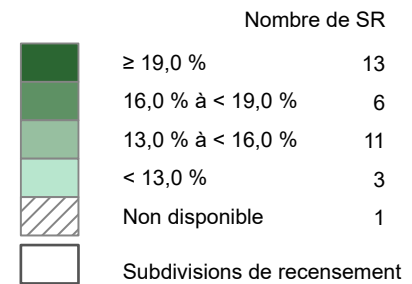 Nombre de SR
≥ 19,0 % 13
16,0 % à < 19,0 % 6
13,0 % à < 16,0 % 11
< 13,0 % 3
Non disponible 1
Subdivisions de recensement